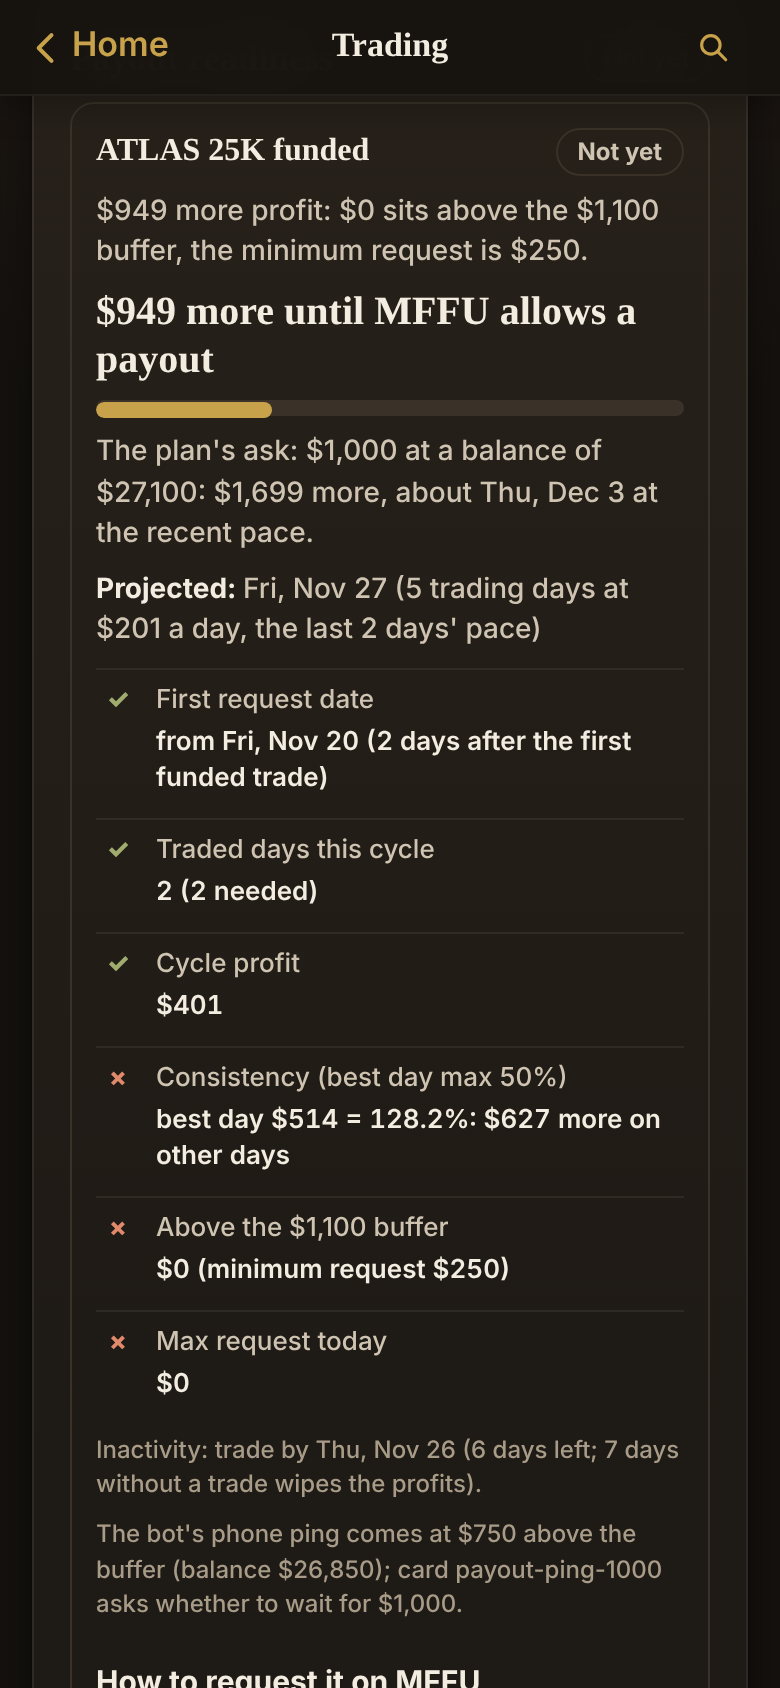 Home
Trading
ATLAS 25K funded
Not yet
$949 more profit: $0 sits above the $1,100
buffer, the minimum request is $250.
$949 more until MFFU allows a
payout
The plan's ask: $1,000 at a balance of
$27,100: $1,699 more, about Thu, Dec 3 at
the recent pace.
Projected: Fri, Nov 27 (5 trading days at
$201 a day, the last 2 days' pace)
First request date
from Fri, Nov 20 (2 days after the first
funded trade)
Traded days this cycle
2 (2 needed)
Cycle profit
$401
Consistency (best day max 50%)
best day $514 = 128.2%: $627 more on
other days
Above the $1,100 buffer
$0 (minimum request $250)
Max request today
$0
Inactivity: trade by Thu, Nov 26 (6 days left; 7 days
without a trade wipes the profits).
The bot's phone ping comes at $750 above the
buffer (balance $26,850); card payout-ping-1000
asks whether to wait for $1,000.
How to request it on MFFU